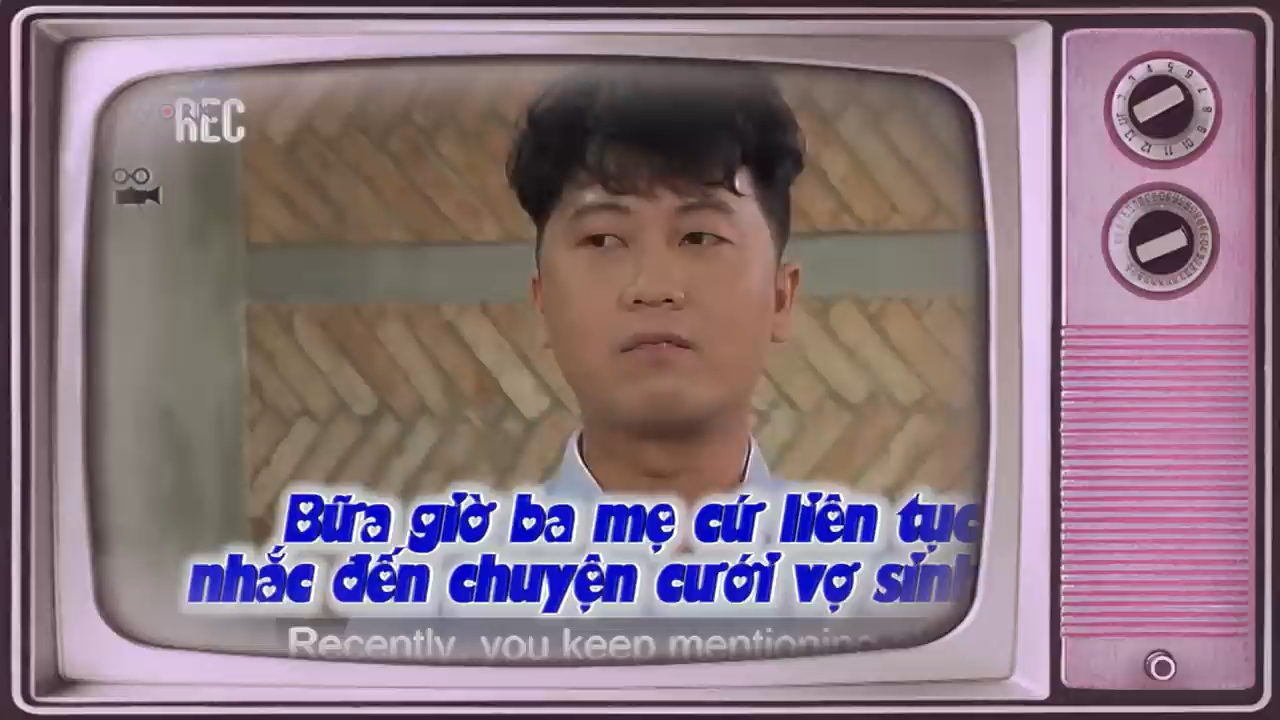 REC
Bữa giờ ba mẹ cứ liên tục
nhắc đến chuyện cưới vợ sinh
Recently, you keep mentioning